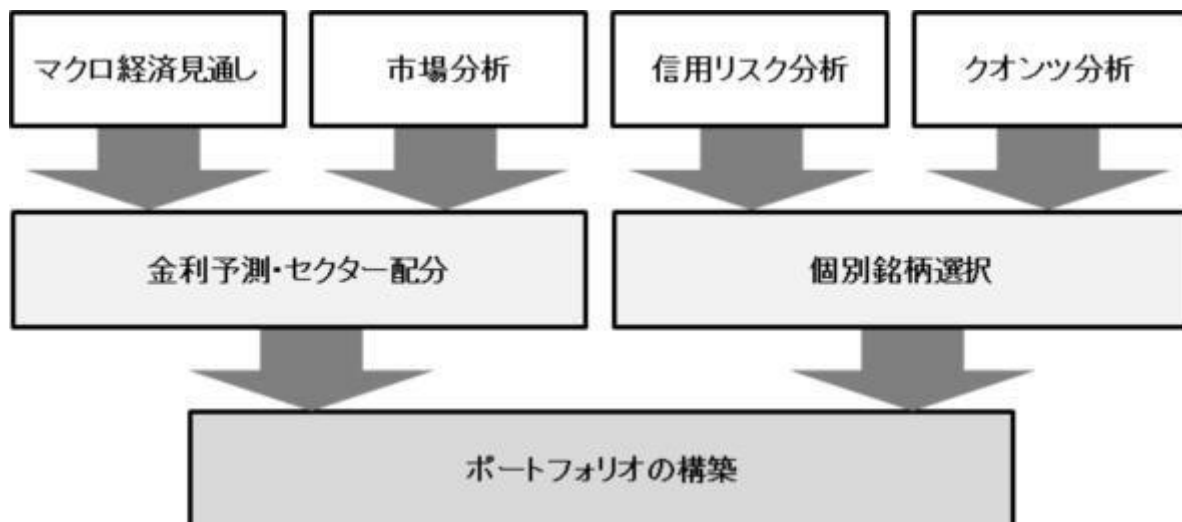 マクロ経済見通し
市場分析
信用リスク分析
クオンツ分析
金利予測・セクター配分
個別銘柄選択
ポートフォリオの構築